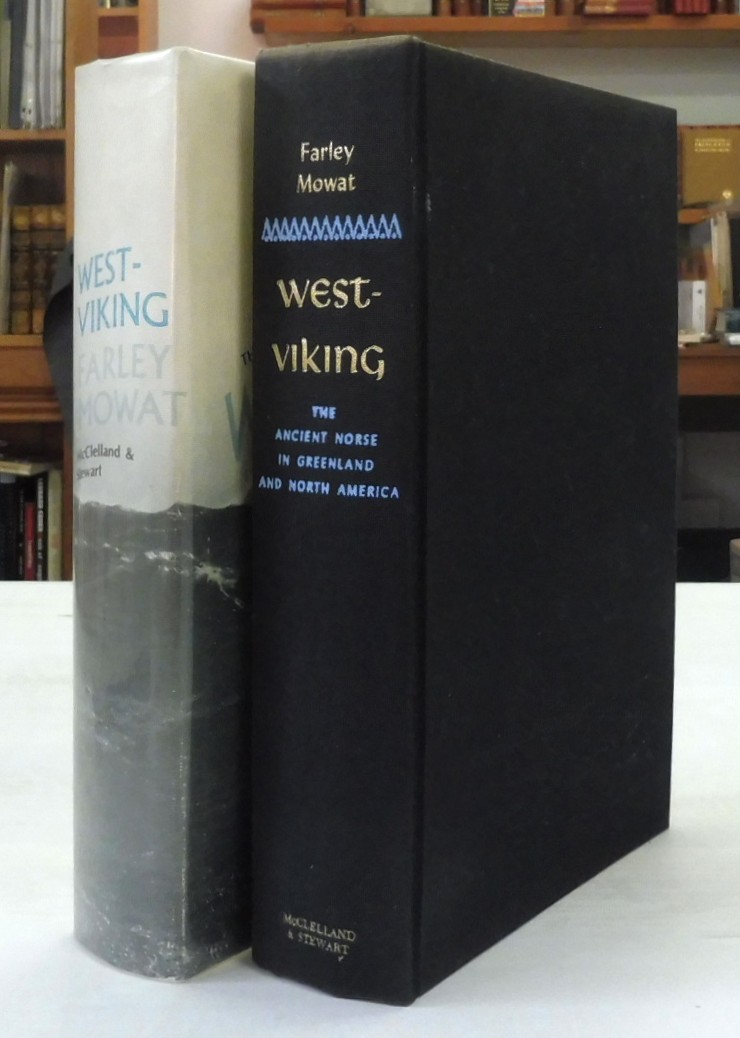 WEST-
VIKING
FARLEY
MOWAT
McClelland &
Stewart
Farley
Mowat
WEST-
VIKING
THE
ANCIENT NORSE
IN GREENLAND
AND NORTH AMERICA
McCLELLAND
& STEWART